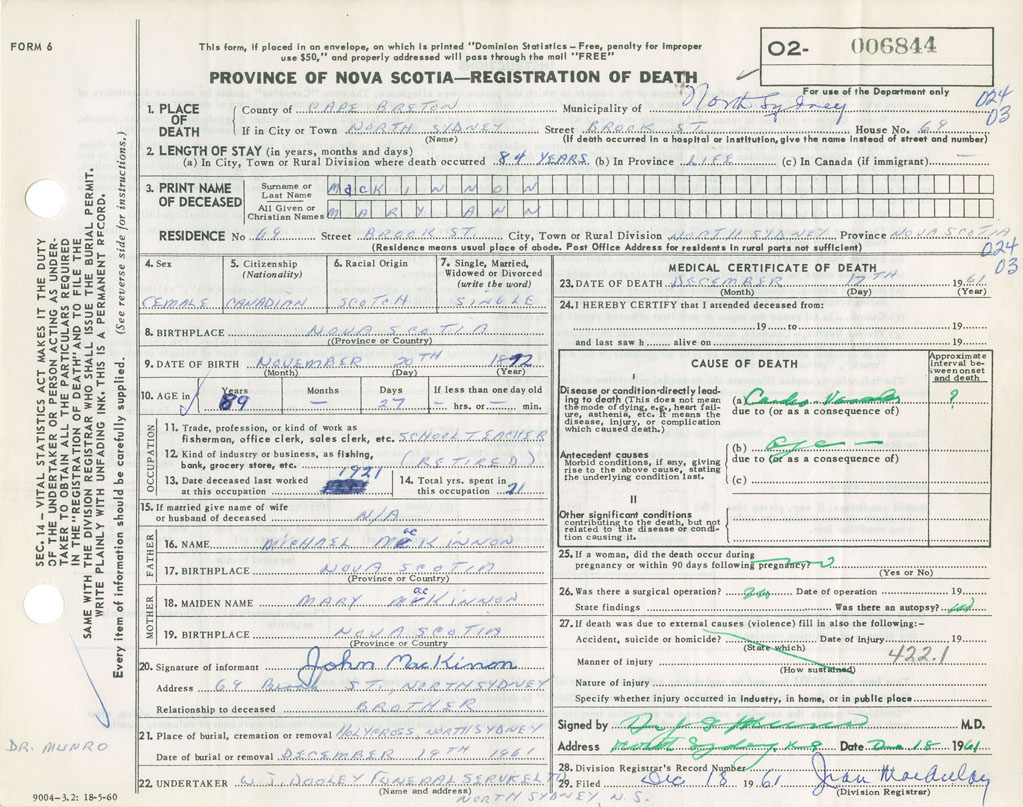 FORM 6
This form, if placed in an envelope, on which is printed "Dominion Statistics – Free, penalty for improper
use $50," and properly addressed will pass through the mail "FREE"
PROVINCE OF NOVA SCOTIA—REGISTRATION OF DEATH
O2- 006844
For use of the Department only
024
03
1. PLACE OF DEATH County of CAPE BRETON Municipality of North Sydney
If in City or Town NORTH SYDNEY Street BROOK ST. House No. 69
(Name) (If death occurred in a hospital or institution, give the name instead of street and number)
2. LENGTH OF STAY (in years, months and days)
(a) In City, Town or Rural Division where death occurred 84 YEARS (b) In Province LIFE (c) In Canada (if immigrant) —
3. PRINT NAME OF DECEASED Surname or Last Name MacKINNON
All Given or Christian Names MARY ANN
RESIDENCE No 69 Street BROOK ST. City, Town or Rural Division NORTH SYDNEY Province NOVA SCOTIA
(Residence means usual place of abode. Post Office Address for residents in rural parts not sufficient)
024
03
4. Sex 5. Citizenship (Nationality) 6. Racial Origin 7. Single, Married, Widowed or Divorced (write the word)
FEMALE CANADIAN SCOTCH SINGLE
8. BIRTHPLACE NOVA SCOTIA
((Province or Country)
9. DATE OF BIRTH NOVEMBER 20TH 1872
(Month) (Day) (Year)
10. AGE in Years Months Days If less than one day old
89 — 27 — hrs. or — min.
OCCUPATION
11. Trade, profession, or kind of work as
fisherman, office clerk, sales clerk, etc. SCHOOL TEACHER
12. Kind of industry or business, as fishing,
bank, grocery store, etc. (RETIRED)
13. Date deceased last worked at this occupation 1921
14. Total yrs. spent in this occupation 21
15. If married give name of wife
or husband of deceased N/A
FATHER
16. NAME MICHAEL MacKINNON
17. BIRTHPLACE NOVA SCOTIA
(Province or Country)
MOTHER
18. MAIDEN NAME MARY MacKINNON
19. BIRTHPLACE NOVA SCOTIA
(Province or Country
20. Signature of informant John MacKinon
Address 69 Brook ST., NORTH SYDNEY
Relationship to deceased BROTHER
21. Place of burial, cremation or removal HOLYCROSS, NORTH SYDNEY
Date of burial or removal DECEMBER 19TH 1961
22. UNDERTAKER W. J. DOOLEY FUNERAL SERVICE LTD
(Name and address)
NORTH SYDNEY, N.S.
MEDICAL CERTIFICATE OF DEATH
23. DATE OF DEATH DECEMBER 17TH 1961
(Month) (Day) (Year)
24. I HEREBY CERTIFY that I attended deceased from:
19 to 19
and last saw h alive on 19
CAUSE OF DEATH
Approximate interval between onset and death
I
Disease or condition directly leading to death (This does not mean the mode of dying, e.g., heart failure, asthenia, etc. It means the disease, injury, or complication which caused death.)
(a) Cardio-Vascular ?
due to (or as a consequence of)
Antecedent causes
Morbid conditions, if any, giving rise to the above cause, stating the underlying condition last.
(b) Age —
due to (or as a consequence of)
(c)
II
Other significant conditions
contributing to the death, but not related to the disease or condition causing it.
25. If a woman, did the death occur during
pregnancy or within 90 days following pregnancy?
(Yes or No)
26. Was there a surgical operation? no Date of operation 19
State findings Was there an autopsy? no
27. If death was due to external causes (violence) fill in also the following:–
Accident, suicide or homicide? Date of injury 19
(State which)
Manner of injury 422.1
(How sustained)
Nature of injury
Specify whether injury occurred in industry, in home, or in public place
Signed by Dr J G Munro M.D.
Address North Sydney N.S Date Dec 18 1961
28. Division Registrar's Record Number
29. Filed Dec 18 1961 Jean MacAulay
(Division Registrar)
SEC. 14 – VITAL STATISTICS ACT MAKES IT THE DUTY
OF THE UNDERTAKER OR PERSON ACTING AS UNDER-
TAKER TO OBTAIN ALL THE PARTICULARS REQUIRED
IN THE "REGISTRATION OF DEATH" AND TO FILE THE
SAME WITH THE DIVISION REGISTRAR WHO SHALL ISSUE THE BURIAL PERMIT.
WRITE PLAINLY WITH UNFADING INK. THIS IS A PERMANENT RECORD.
Every item of information should be carefully supplied. (See reverse side for instructions.)
DR. MUNRO
9004–3.2: 18-5-60